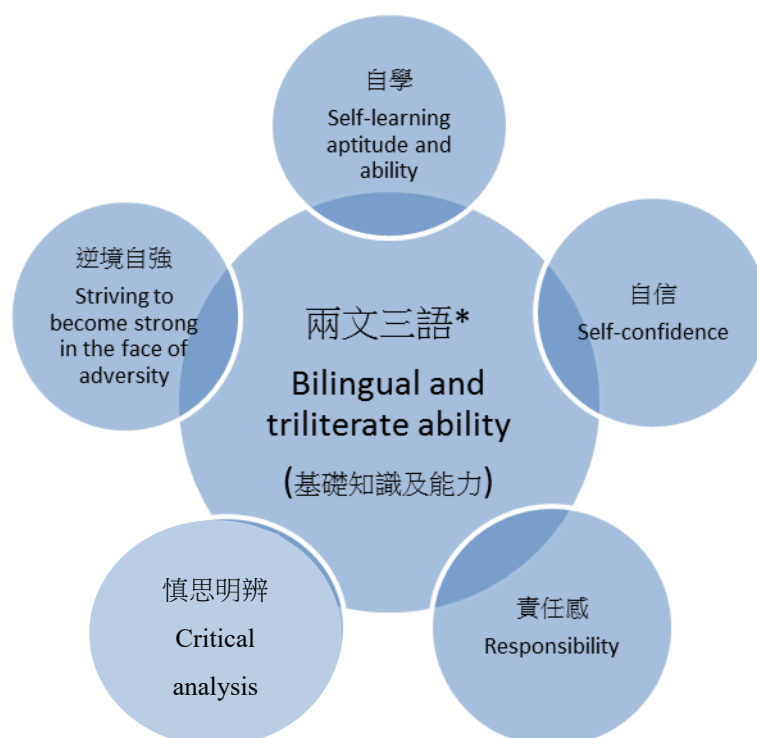 自學
Self-learning
aptitude and
ability
逆境自強
Striving to
become strong
in the face of
adversity
自信
Self-confidence
兩文三語*
Bilingual and
triliterate ability
(基礎知識及能力)
慎思明辨
Critical
analysis
責任感
Responsibility